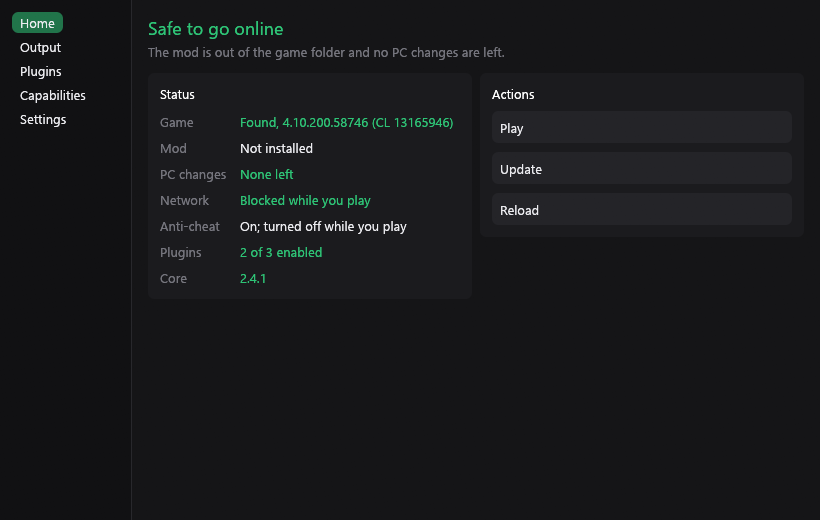 Home
Output
Plugins
Capabilities
Settings
Safe to go online
The mod is out of the game folder and no PC changes are left.
Status
Game Found, 4.10.200.58746 (CL 13165946)
Mod Not installed
PC changes None left
Network Blocked while you play
Anti-cheat On; turned off while you play
Plugins 2 of 3 enabled
Core 2.4.1
Actions
Play
Update
Reload